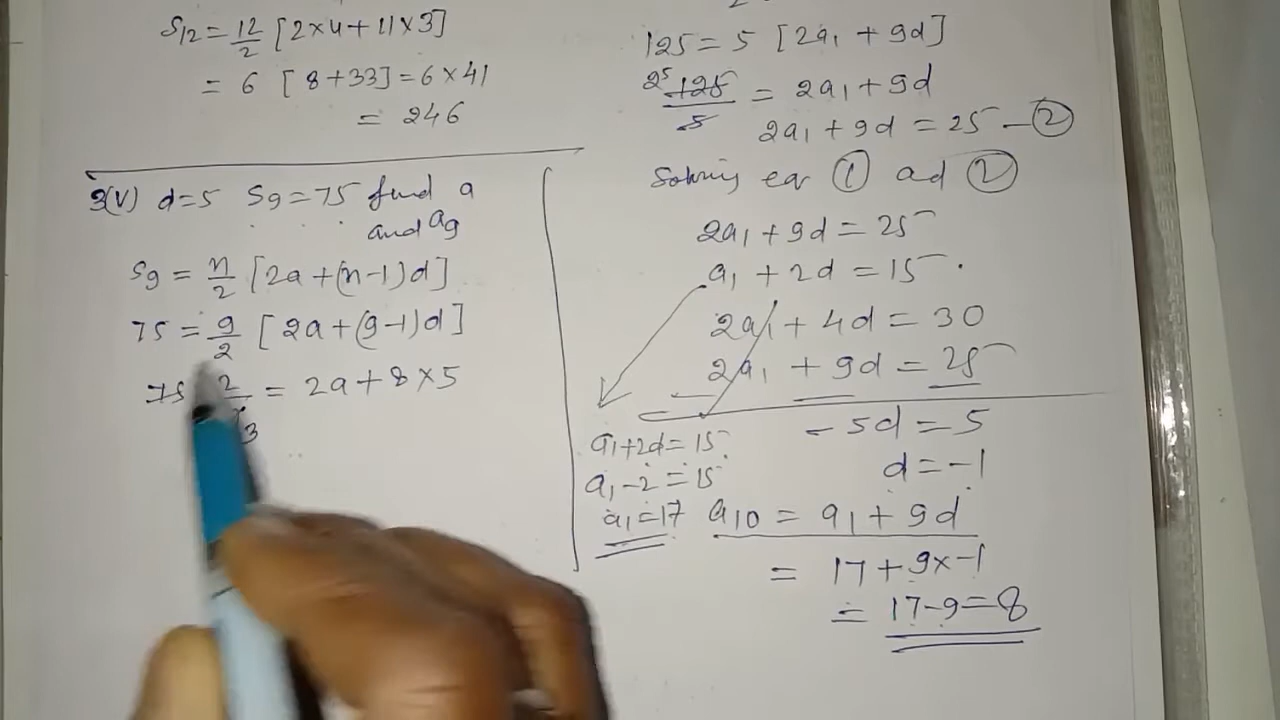 S12 = 12/2 [2×4+11×3]
= 6 [8+33] = 6×41
= 246
3(V) d=5 S9=75 find a
and a9
S9 = n/2 [2a+(n-1)d]
75 = 9/2 [2a+(9-1)d]
75 2/ = 2a+8×5
3
125 = 5 [2a1 + 9d]
25 125/5 = 2a1+9d
2a1+9d = 25 - ②
Solving eq ① ad ②
2a1+9d = 25
a1 + 2d = 15
2a1 + 4d = 30
2a1 + 9d = 25
- 5d = 5
d = -1
a1+2d = 15
a1-2 = 15
a1 = 17
a10 = a1 + 9d
= 17+9×-1
= 17-9 = 8